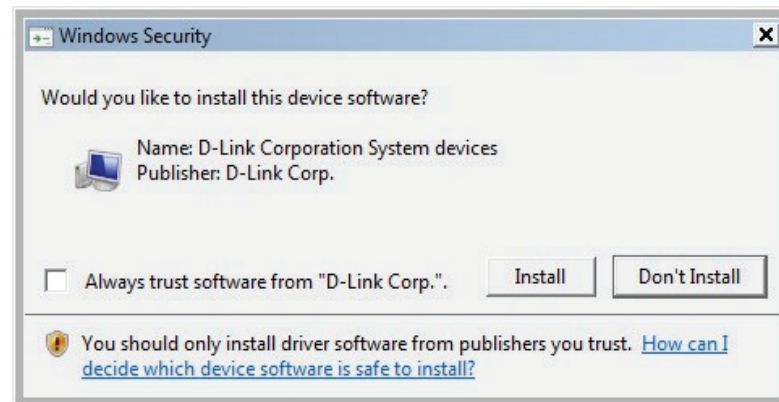 Windows Security
Would you like to install this device software?
Name: D-Link Corporation System devices
Publisher: D-Link Corp.
Always trust software from "D-Link Corp.".
Install
Don't Install
You should only install driver software from publishers you trust. How can I
decide which device software is safe to install?